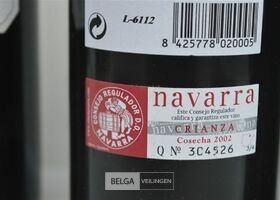 L-6112
8 425778 020005
CONSEJO REGULADOR D.O.
NAVARRA
navarra
Este Consejo Regulador
califica y garantiza este vino
CRIANZA
Cosecha 2002
Q Nº 304526 3/4
BELGA VEILINGEN